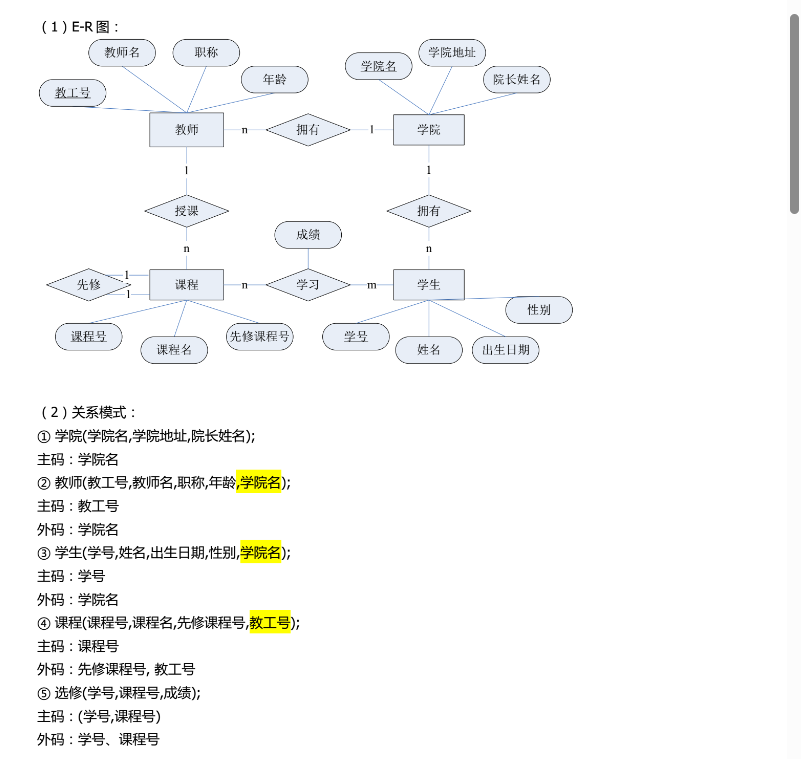 （1）E-R 图：
教师名
职称
学院地址
学院名
年龄
院长姓名
教工号
教师
n
拥有
1
学院
1
1
授课
拥有
n
成绩
n
先修
1
1
课程
n
学习
m
学生
性别
课程号
课程名
先修课程号
学号
姓名
出生日期
（2）关系模式：
① 学院(学院名,学院地址,院长姓名);
主码：学院名
② 教师(教工号,教师名,职称,年龄,学院名);
主码：教工号
外码：学院名
③ 学生(学号,姓名,出生日期,性别,学院名);
主码：学号
外码：学院名
④ 课程(课程号,课程名,先修课程号,教工号);
主码：课程号
外码：先修课程号, 教工号
⑤ 选修(学号,课程号,成绩);
主码：(学号,课程号)
外码：学号、课程号